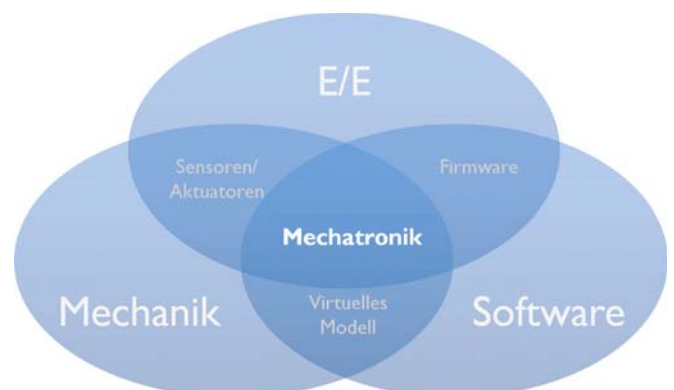 E/E
Sensoren/
Aktuatoren
Firmware
Mechatronik
Mechanik
Virtuelles
Modell
Software